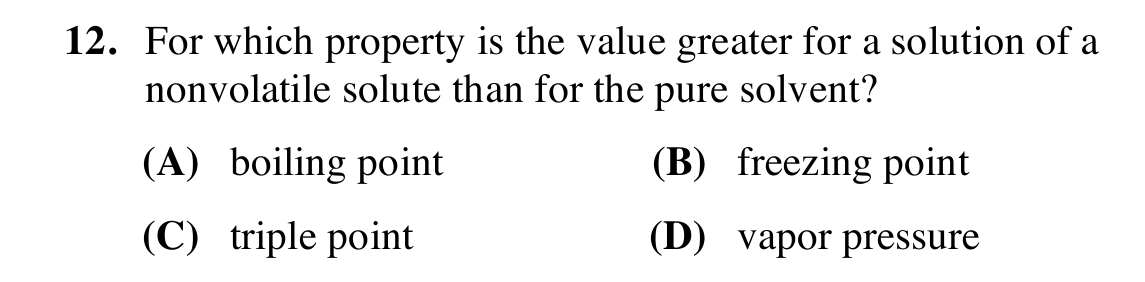 12. For which property is the value greater for a solution of a
nonvolatile solute than for the pure solvent?
(A) boiling point (B) freezing point
(C) triple point (D) vapor pressure